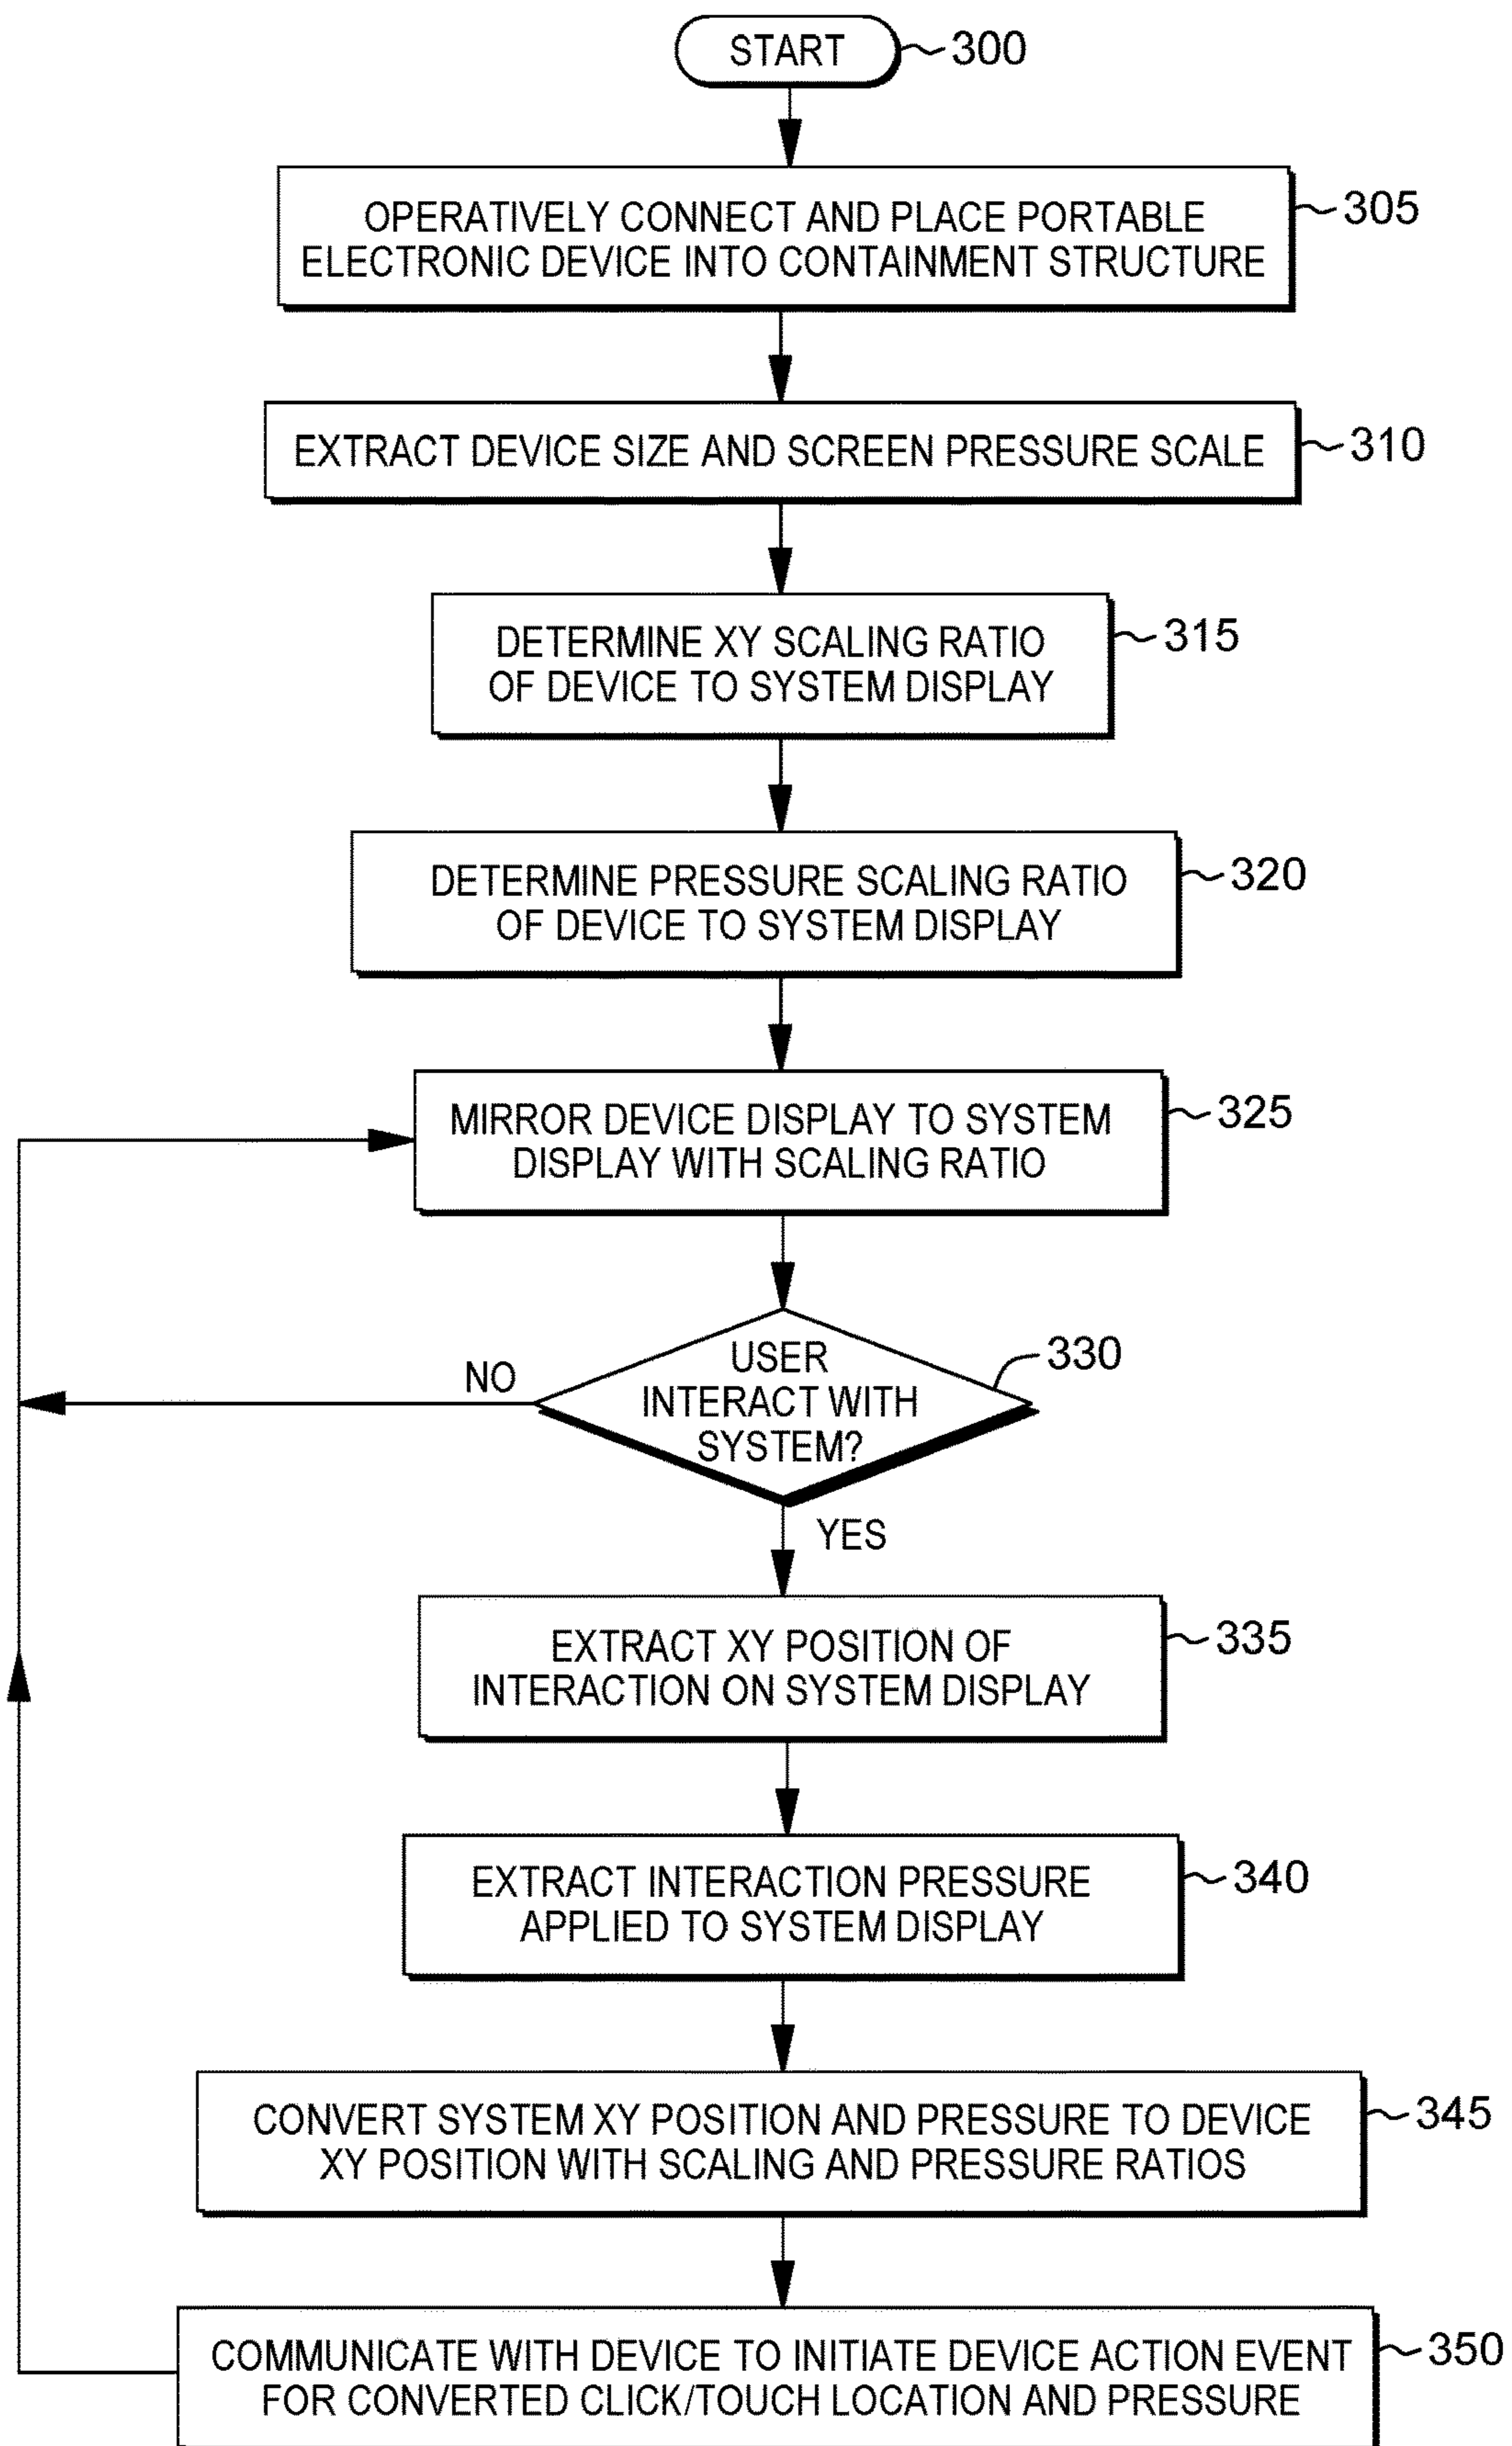 START
300
OPERATIVELY CONNECT AND PLACE PORTABLE
ELECTRONIC DEVICE INTO CONTAINMENT STRUCTURE
305
EXTRACT DEVICE SIZE AND SCREEN PRESSURE SCALE
310
DETERMINE XY SCALING RATIO
OF DEVICE TO SYSTEM DISPLAY
315
DETERMINE PRESSURE SCALING RATIO
OF DEVICE TO SYSTEM DISPLAY
320
MIRROR DEVICE DISPLAY TO SYSTEM
DISPLAY WITH SCALING RATIO
325
USER
INTERACT WITH
SYSTEM?
330
NO
YES
EXTRACT XY POSITION OF
INTERACTION ON SYSTEM DISPLAY
335
EXTRACT INTERACTION PRESSURE
APPLIED TO SYSTEM DISPLAY
340
CONVERT SYSTEM XY POSITION AND PRESSURE TO DEVICE
XY POSITION WITH SCALING AND PRESSURE RATIOS
345
COMMUNICATE WITH DEVICE TO INITIATE DEVICE ACTION EVENT
FOR CONVERTED CLICK/TOUCH LOCATION AND PRESSURE
350